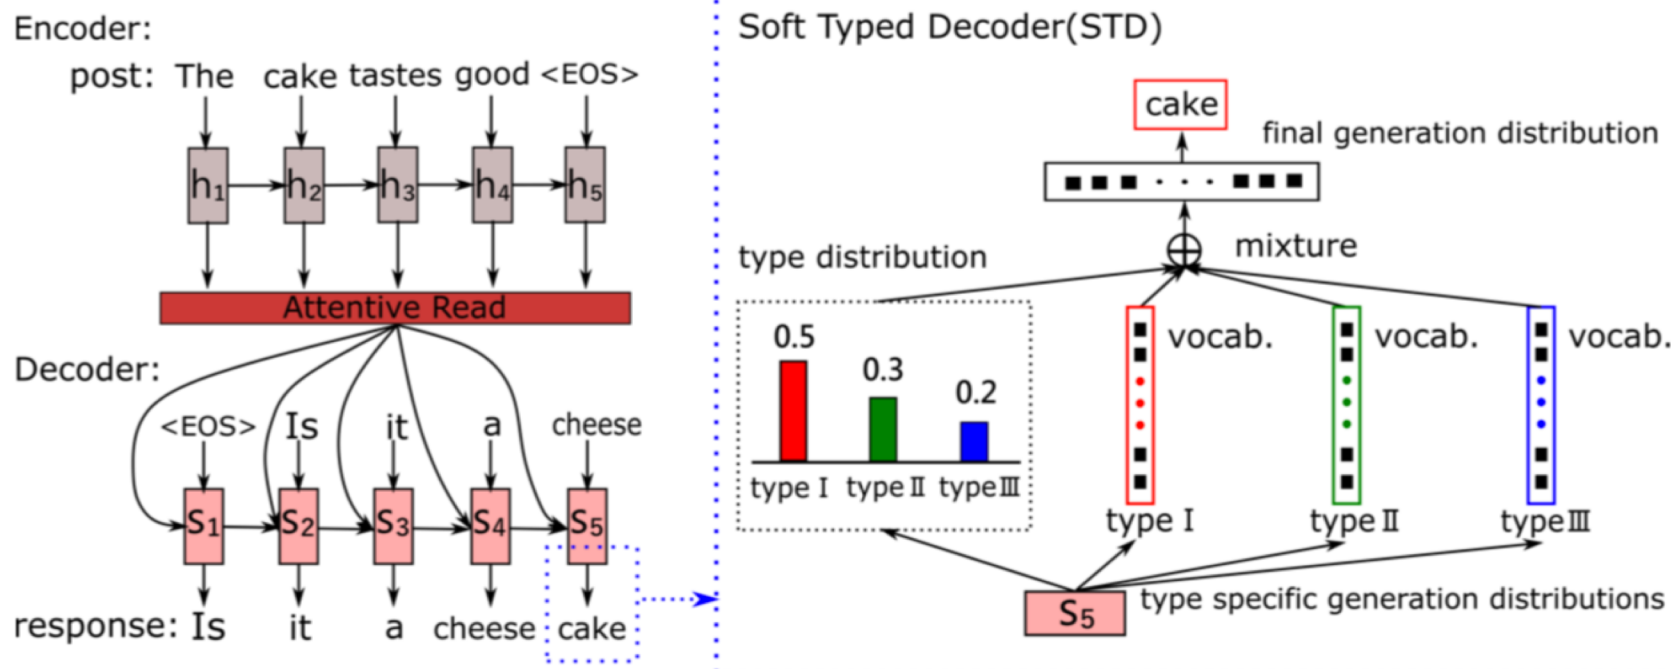 Encoder:
post: The cake tastes good <EOS>
h1 h2 h3 h4 h5
Attentive Read
Decoder:
<EOS> Is it a cheese
S1 S2 S3 S4 S5
response: Is it a cheese cake
Soft Typed Decoder(STD)
cake
final generation distribution
mixture
type distribution
0.5
0.3
0.2
type I type II type III
vocab. vocab. vocab.
type I type II type III
S5
type specific generation distributions